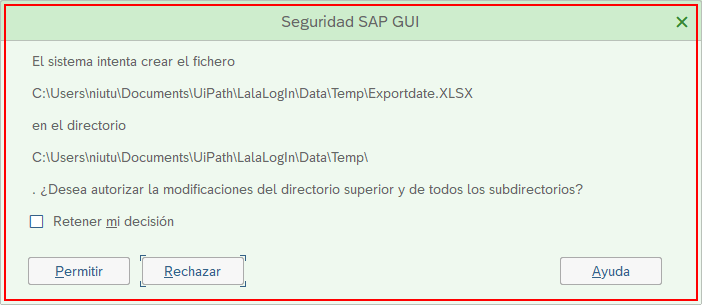 Seguridad SAP GUI
El sistema intenta crear el fichero
C:\Users\niutu\Documents\UiPath\LalaLogIn\Data\Temp\Exportdate.XLSX
en el directorio
C:\Users\niutu\Documents\UiPath\LalaLogIn\Data\Temp\
. ¿Desea autorizar la modificaciones del directorio superior y de todos los subdirectorios?
Retener mi decisión
Permitir Rechazar Ayuda